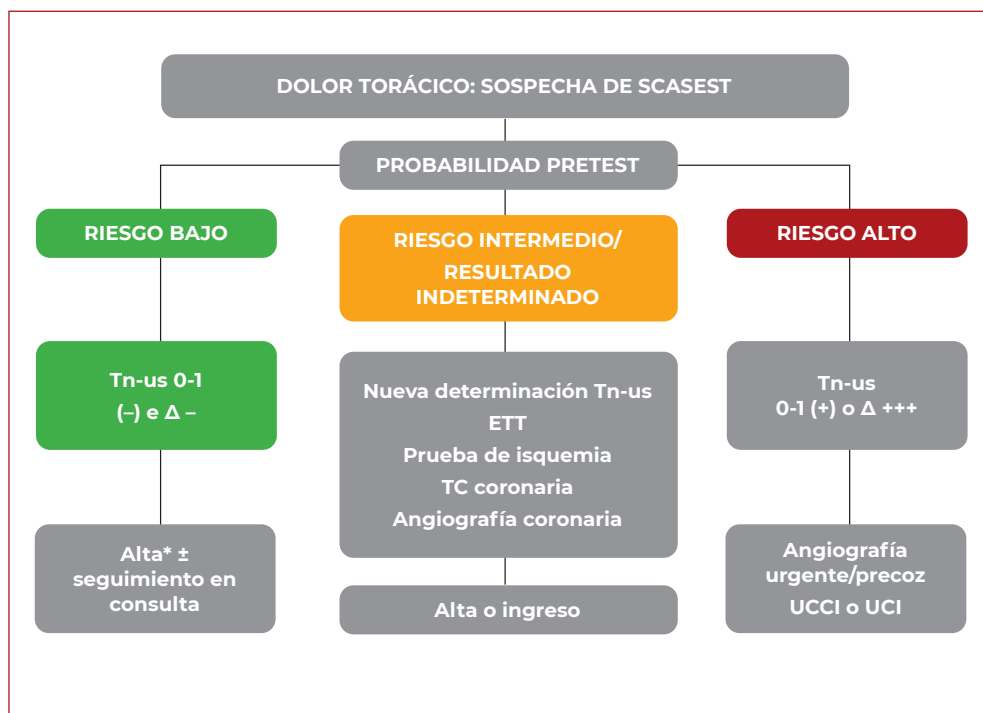 DOLOR TORÁCICO: SOSPECHA DE SCASEST
PROBABILIDAD PRETEST
RIESGO BAJO
Tn-us 0-1
(–) e Δ –
Alta* ±
seguimiento en
consulta
RIESGO INTERMEDIO/
RESULTADO
INDETERMINADO
Nueva determinación Tn-us
ETT
Prueba de isquemia
TC coronaria
Angiografía coronaria
Alta o ingreso
RIESGO ALTO
Tn-us
0-1 (+) o Δ +++
Angiografía
urgente/precoz
UCCI o UCI